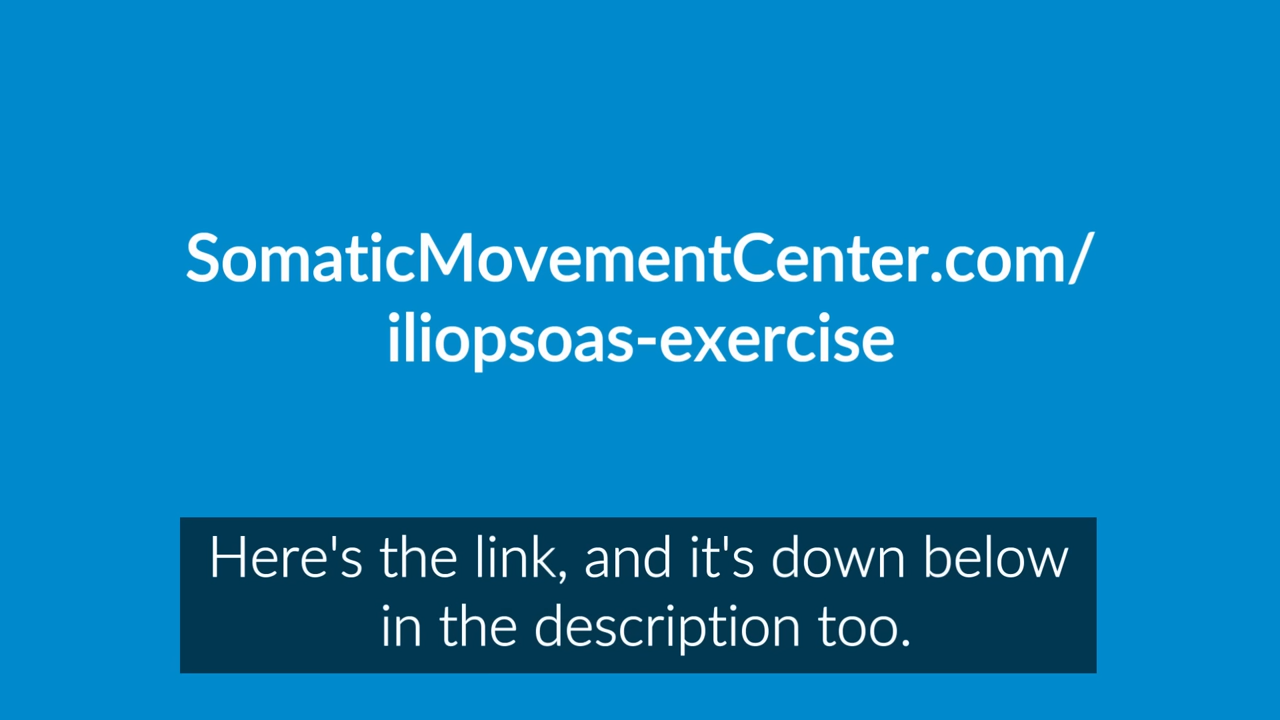 SomaticMovementCenter.com/
iliopsoas-exercise
Here's the link, and it's down below
in the description too.